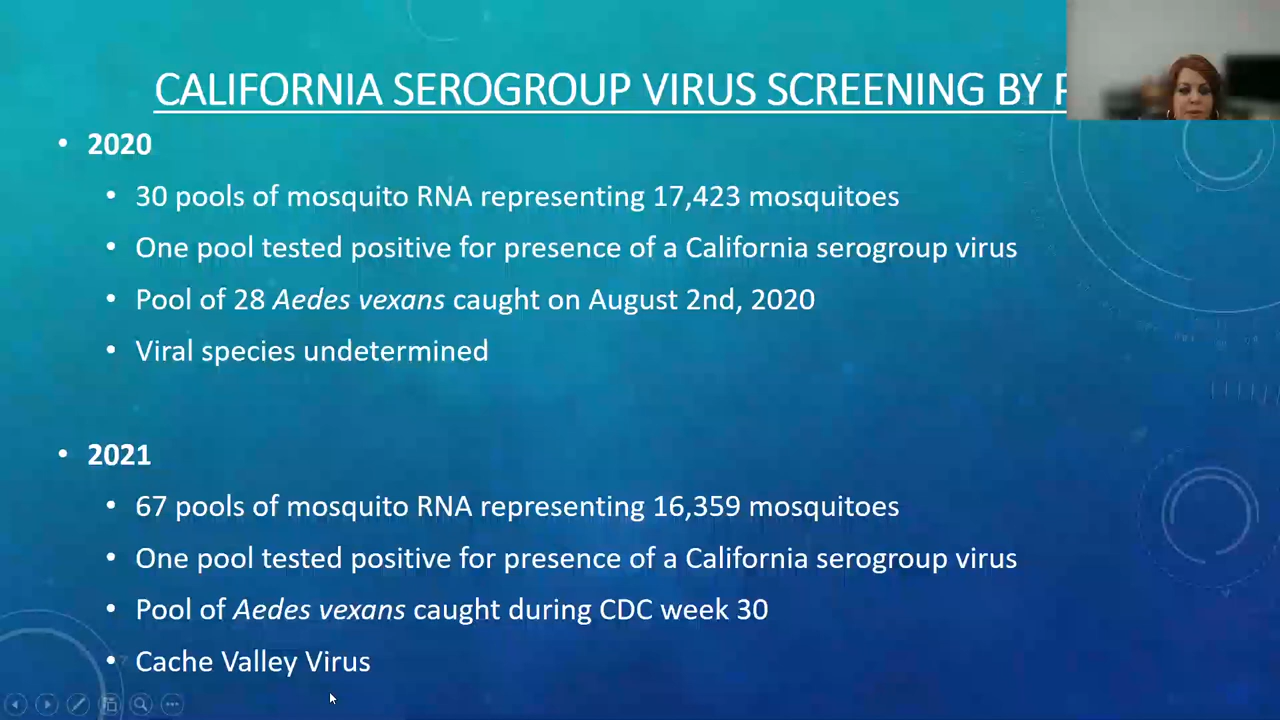 CALIFORNIA SEROGROUP VIRUS SCREENING BY
• 2020
• 30 pools of mosquito RNA representing 17,423 mosquitoes
• One pool tested positive for presence of a California serogroup virus
• Pool of 28 Aedes vexans caught on August 2nd, 2020
• Viral species undetermined
• 2021
• 67 pools of mosquito RNA representing 16,359 mosquitoes
• One pool tested positive for presence of a California serogroup virus
• Pool of Aedes vexans caught during CDC week 30
• Cache Valley Virus